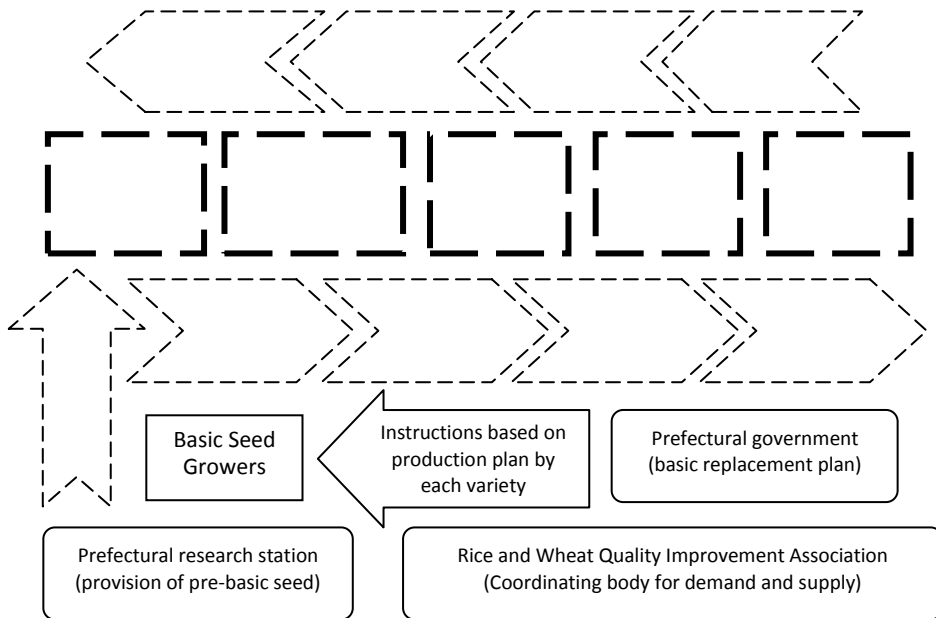 Basic Seed
Growers
Instructions based on
production plan by
each variety
Prefectural government
(basic replacement plan)
Prefectural research station
(provision of pre-basic seed)
Rice and Wheat Quality Improvement Association
(Coordinating body for demand and supply)